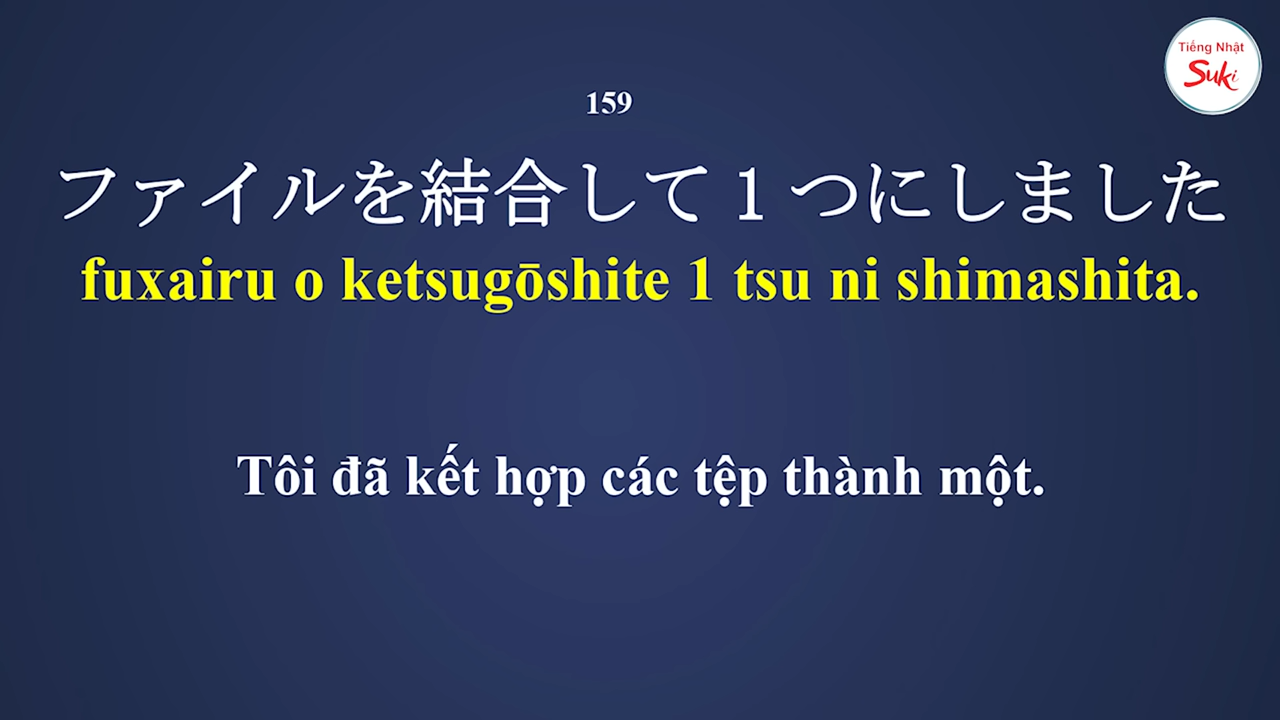 Tiếng Nhật
Suki
159
ファイルを結合して１つにしました
fuxairu o ketsugōshite 1 tsu ni shimashita.
Tôi đã kết hợp các tệp thành một.